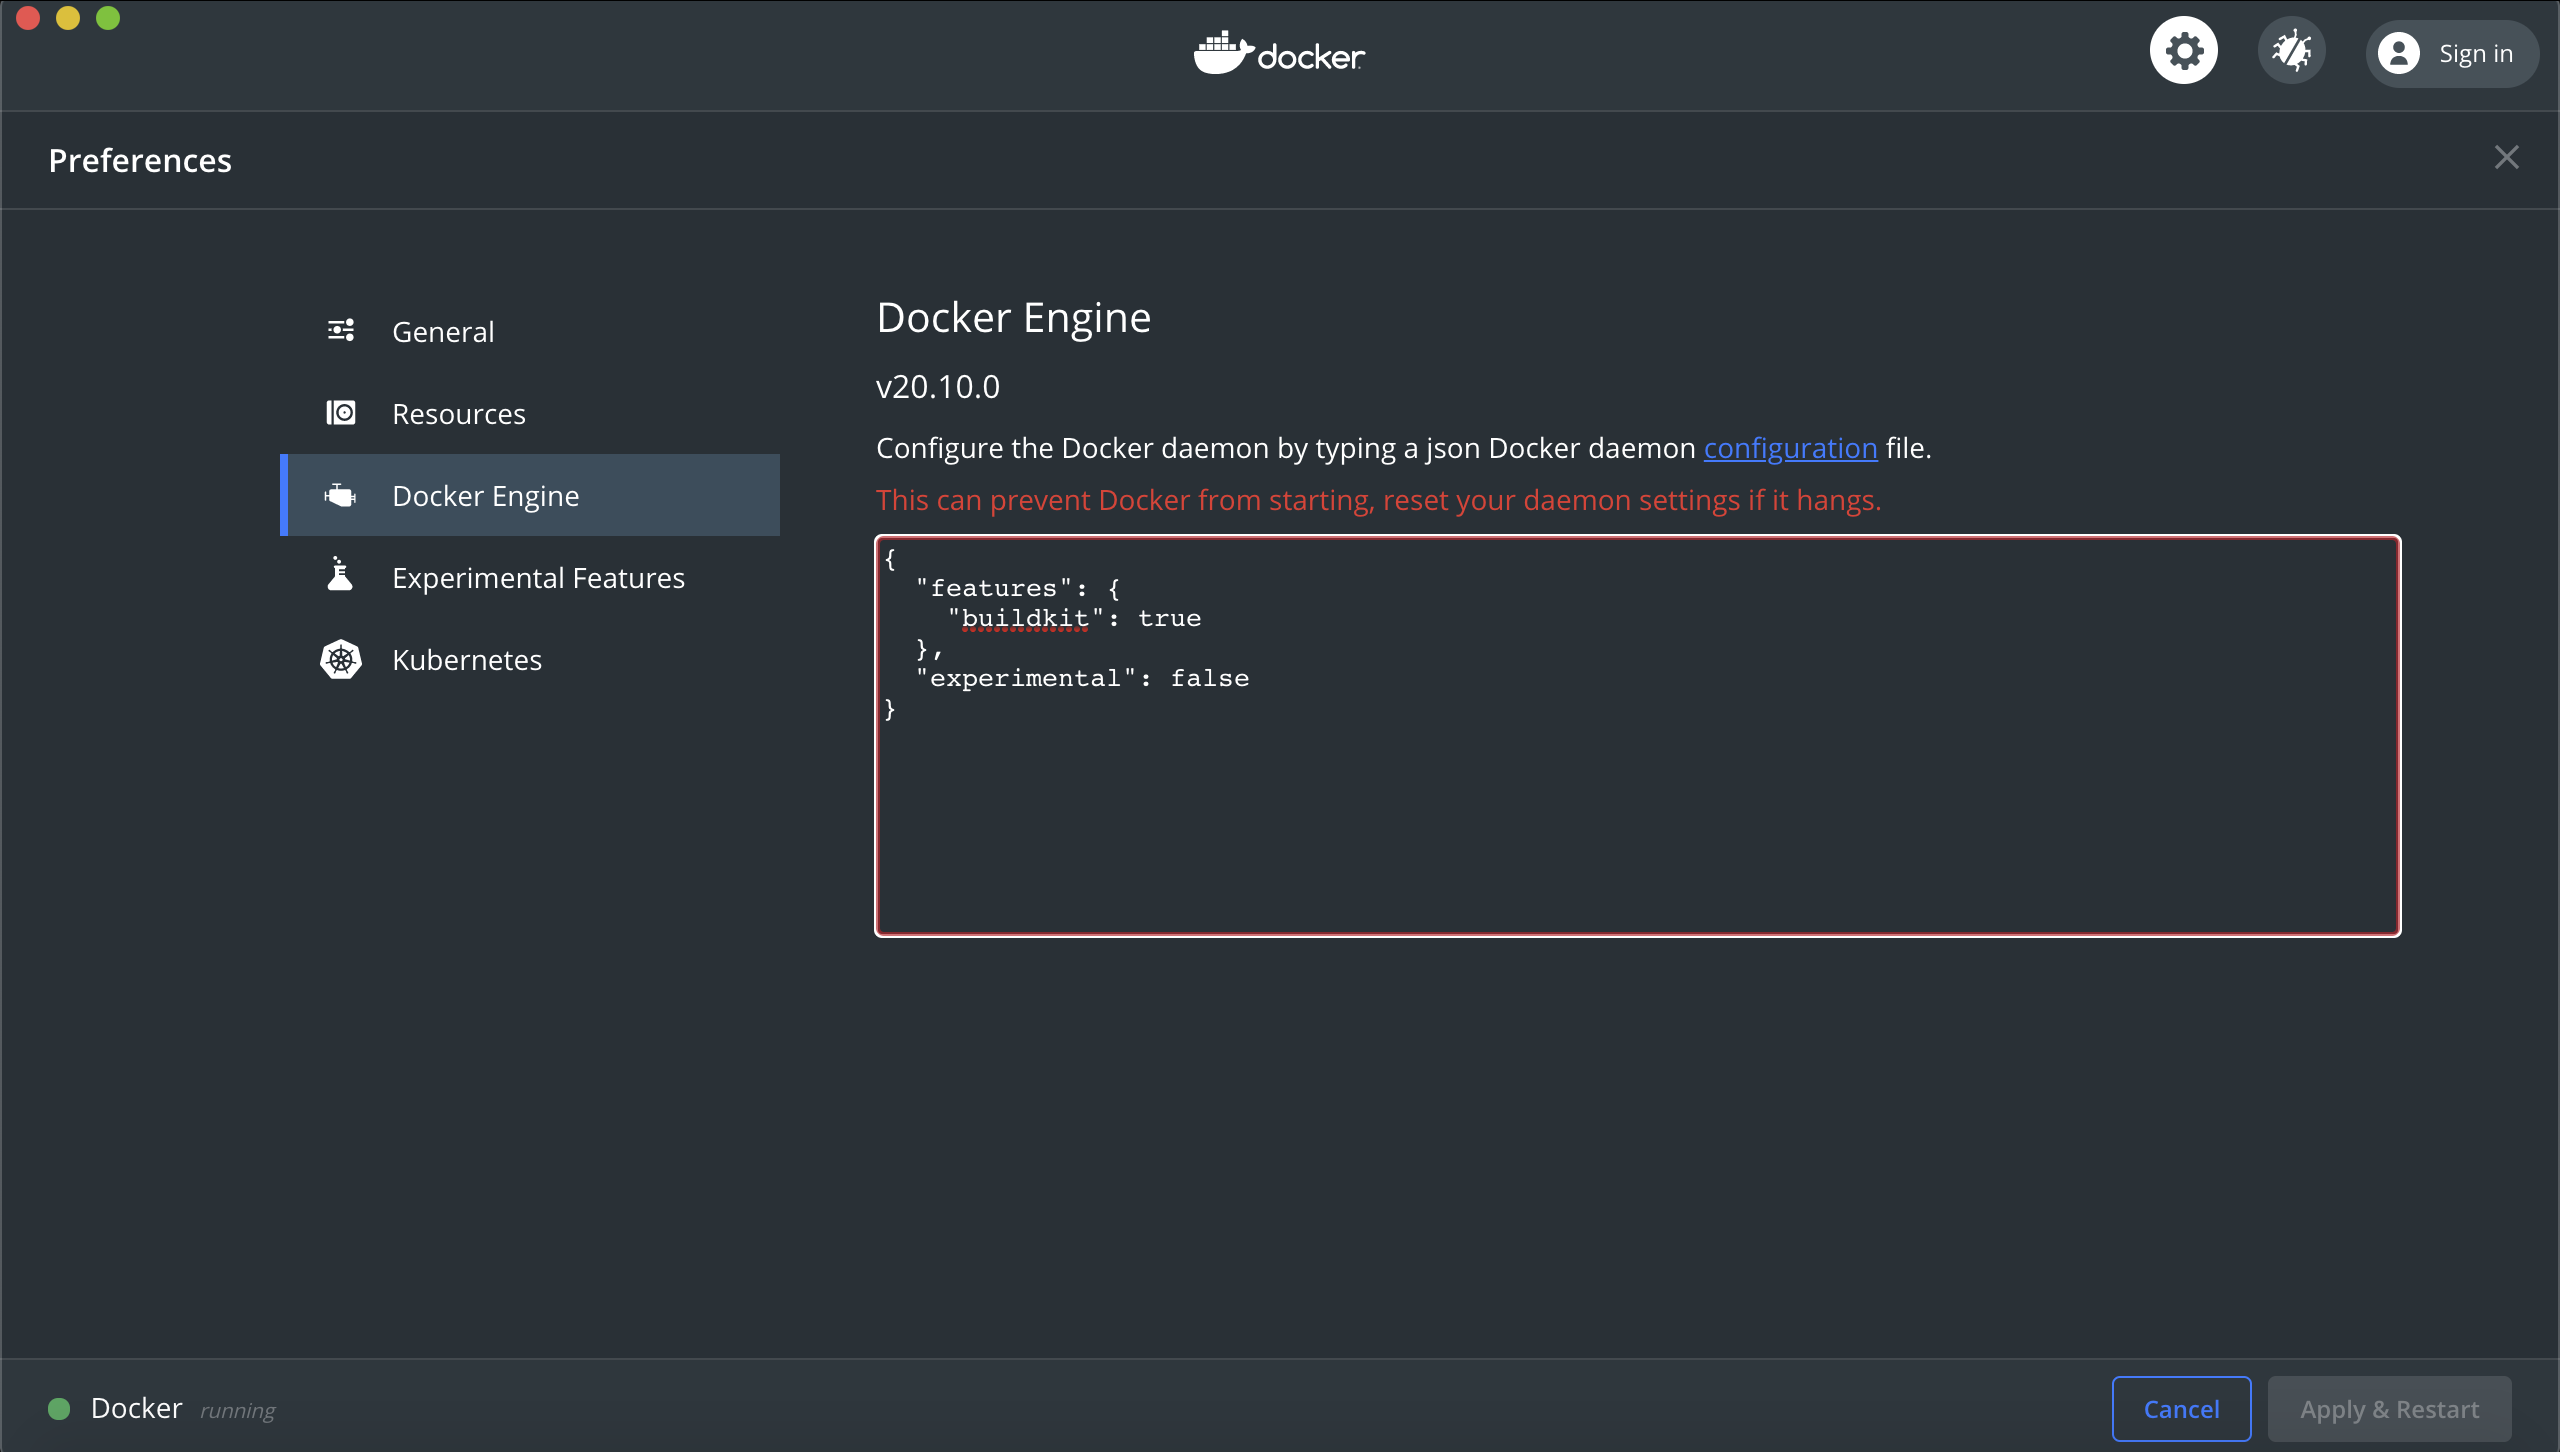 docker
Sign in
Preferences
General
Resources
Docker Engine
Experimental Features
Kubernetes
Docker Engine
v20.10.0
Configure the Docker daemon by typing a json Docker daemon configuration file.
This can prevent Docker from starting, reset your daemon settings if it hangs.
{
  "features": {
    "buildkit": true
  },
  "experimental": false
}
Docker running
Cancel
Apply & Restart